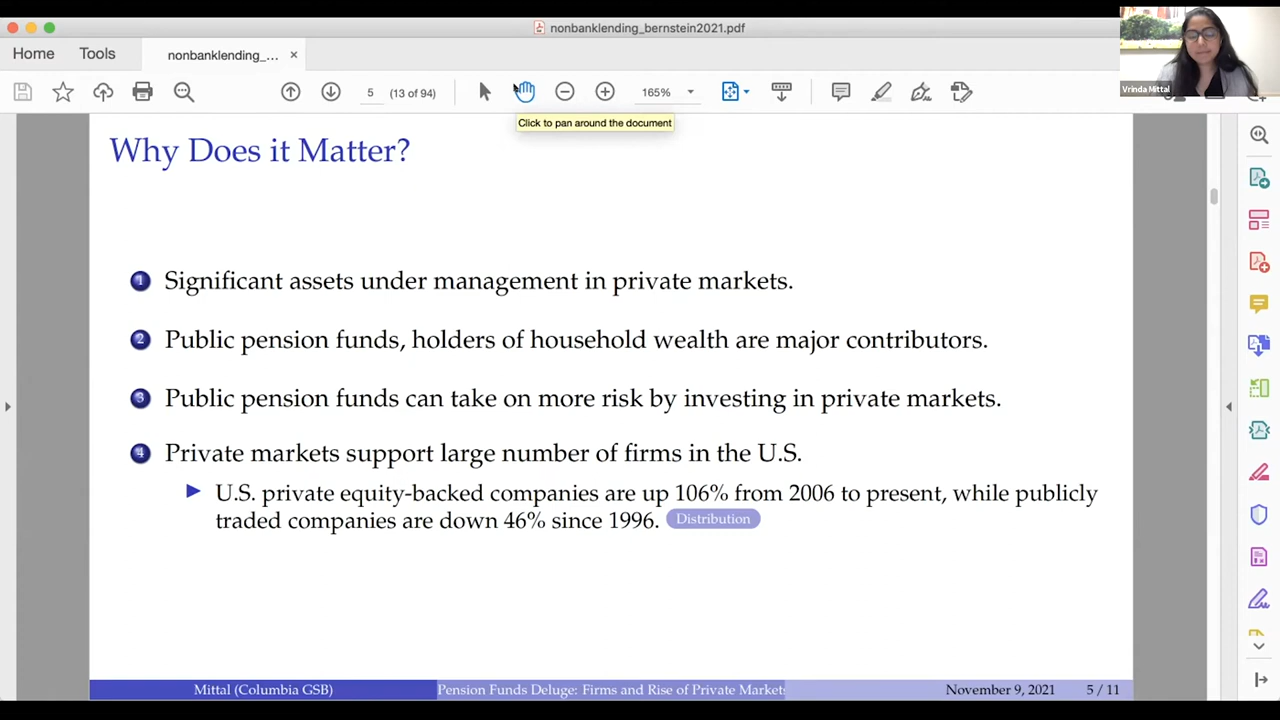 nonbanklending_bernstein2021.pdf
Home
Tools
nonbanklending_...
5
(13 of 94)
165%
Click to pan around the document
Vrinda Mittal
Why Does it Matter?
1 Significant assets under management in private markets.
2 Public pension funds, holders of household wealth are major contributors.
3 Public pension funds can take on more risk by investing in private markets.
4 Private markets support large number of firms in the U.S.
U.S. private equity-backed companies are up 106% from 2006 to present, while publicly
traded companies are down 46% since 1996. Distribution
Mittal (Columbia GSB)
Pension Funds Deluge: Firms and Rise of Private Markets
November 9, 2021
5 / 11